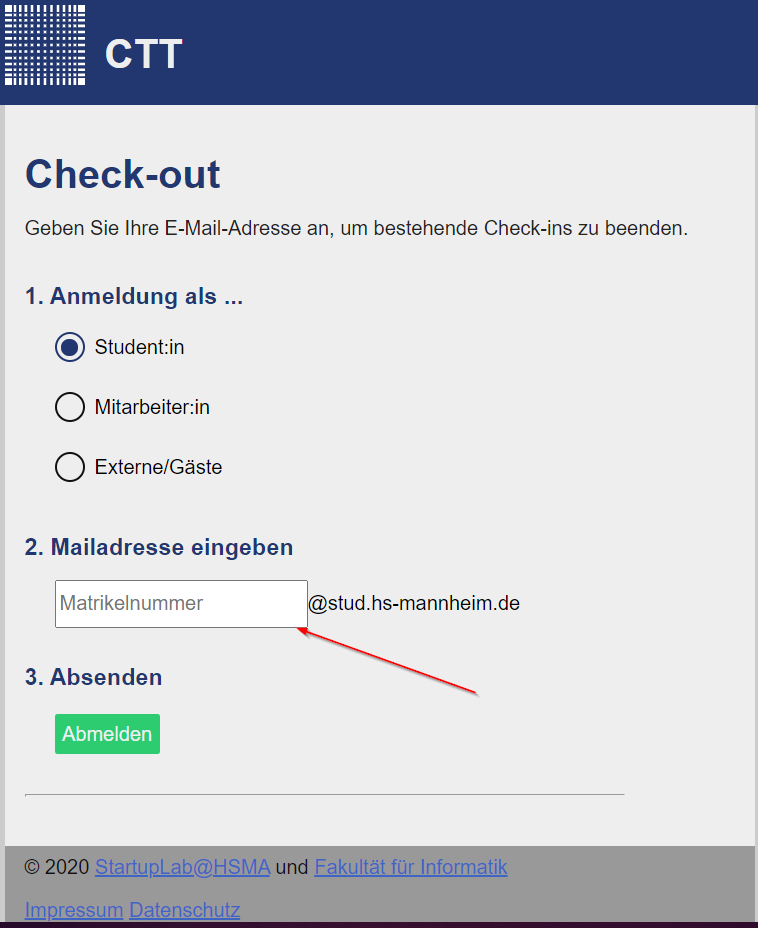 CTT
Check-out
Geben Sie Ihre E-Mail-Adresse an, um bestehende Check-ins zu beenden.
1. Anmeldung als ...
Student:in
Mitarbeiter:in
Externe/Gäste
2. Mailadresse eingeben
Matrikelnummer@stud.hs-mannheim.de
3. Absenden
Abmelden
© 2020 StartupLab@HSMA und Fakultät für Informatik
Impressum Datenschutz